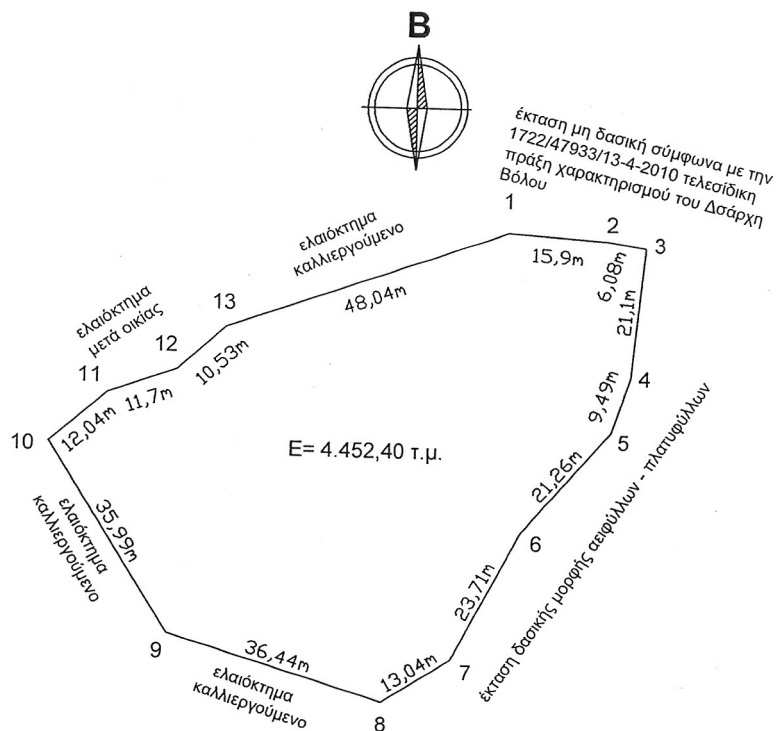 Β
έκταση μη δασική σύμφωνα με την
1722/47933/13-4-2010 τελεσίδικη
πράξη χαρακτηρισμού του Δσάρχη
Βόλου
1
2
3
15,9m
6,08m
21,1m
ελαιόκτημα
καλλιεργούμενο
48,04m
13
ελαιόκτημα
μετά οικίας
12
10,53m
11
11,7m
12,04m
10
4
9,49m
5
Ε= 4.452,40 τ.μ.
21,26m
6
έκταση δασικής μορφής αειφύλλων - πλατυφύλλων
35,99m
ελαιόκτημα
καλλιεργούμενο
23,71m
7
9
36,44m
13,04m
ελαιόκτημα
καλλιεργούμενο
8